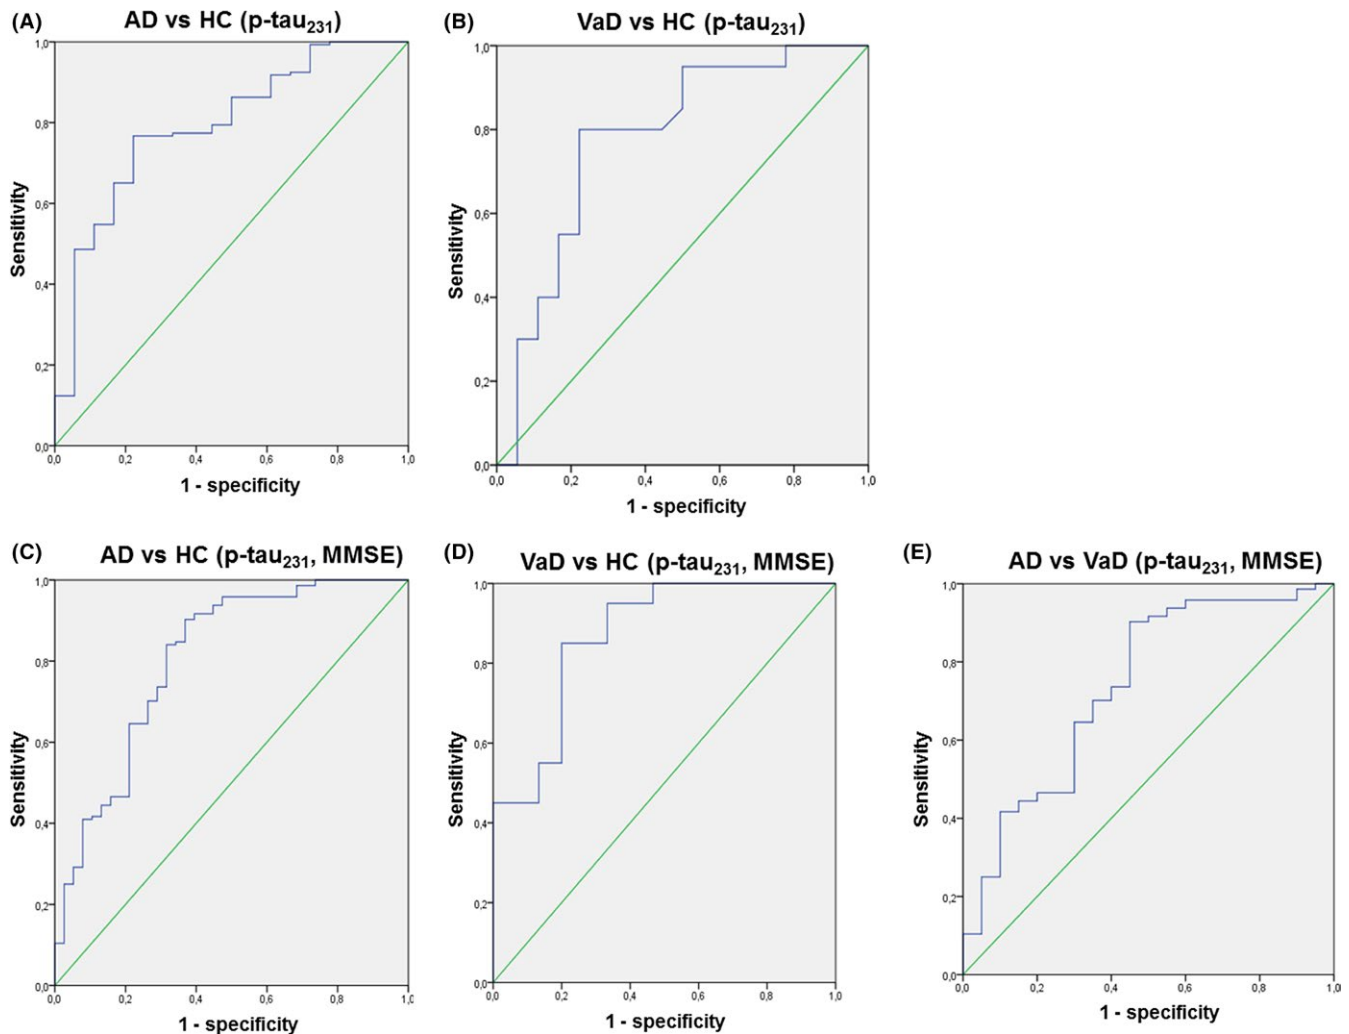 (A)
AD vs HC (p-tau231)
1,0
0,8
0,6
0,4
0,2
0,0
Sensitivity
0,0 0,2 0,4 0,6 0,8 1,0
1 - specificity
(B)
VaD vs HC (p-tau231)
1,0
0,8
0,6
0,4
0,2
0,0
Sensitivity
0,0 0,2 0,4 0,6 0,8 1,0
1 - specificity
(C)
AD vs HC (p-tau231, MMSE)
1,0
0,8
0,6
0,4
0,2
0,0
Sensitivity
0,0 0,2 0,4 0,6 0,8 1,0
1 - specificity
(D)
VaD vs HC (p-tau231, MMSE)
1,0
0,8
0,6
0,4
0,2
0,0
Sensitivity
0,0 0,2 0,4 0,6 0,8 1,0
1 - specificity
(E)
AD vs VaD (p-tau231, MMSE)
1,0
0,8
0,6
0,4
0,2
0,0
Sensitivity
0,0 0,2 0,4 0,6 0,8 1,0
1 - specificity